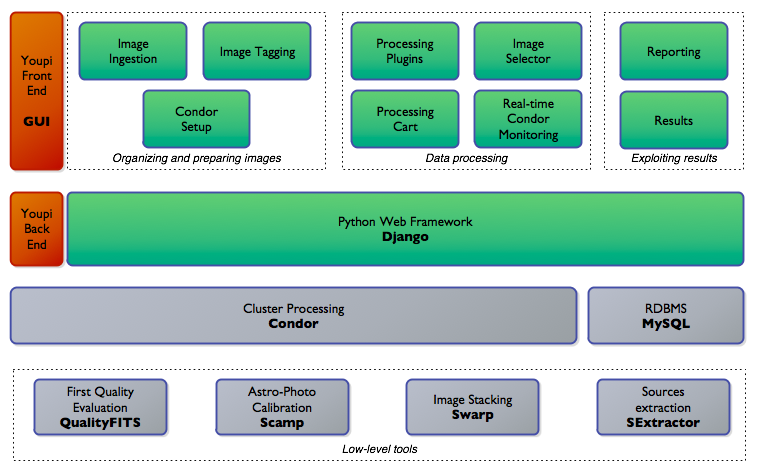 Youpi
Front
End
GUI
Image
Ingestion
Image Tagging
Condor
Setup
Organizing and preparing images
Processing
Plugins
Image
Selector
Processing
Cart
Real-time
Condor
Monitoring
Data processing
Reporting
Results
Exploiting results
Youpi
Back
End
Python Web Framework
Django
Cluster Processing
Condor
RDBMS
MySQL
First Quality
Evaluation
QualityFITS
Astro-Photo
Calibration
Scamp
Image Stacking
Swarp
Sources
extraction
SExtractor
Low-level tools